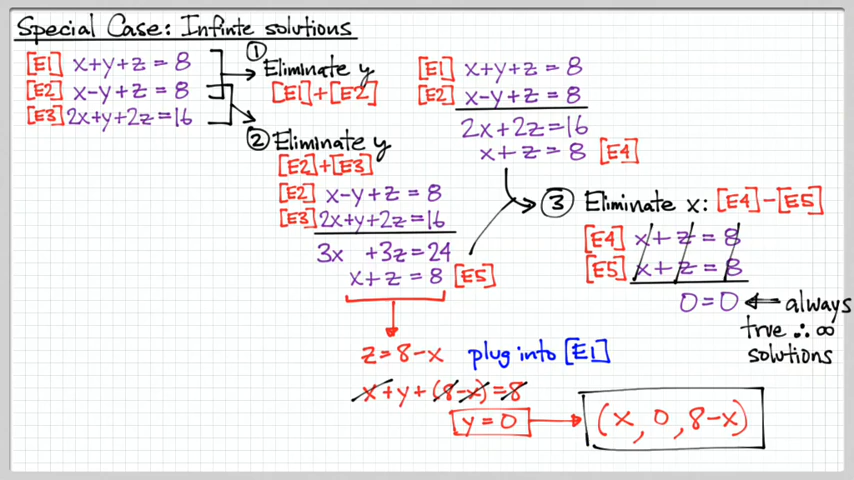 Special Case: Infinte solutions
[E1] x+y+z = 8
[E2] x-y+z = 8
[E3] 2x+y+2z = 16
① Eliminate y
[E1]+[E2]
[E1] x+y+z = 8
[E2] x-y+z = 8
2x+2z=16
x+z = 8 [E4]
② Eliminate y
[E2]+[E3]
[E2] x-y+z = 8
[E3] 2x+y+2z=16
3x +3z=24
x+z = 8 [E5]
③ Eliminate x: [E4]-[E5]
[E4] x+z = 8
[E5] x+z = 8
0=0 ⇐ always
true ∴ ∞
solutions
z=8-x plug into [E1]
x+y+(8-x)=8
y=0 → (x, 0, 8-x)